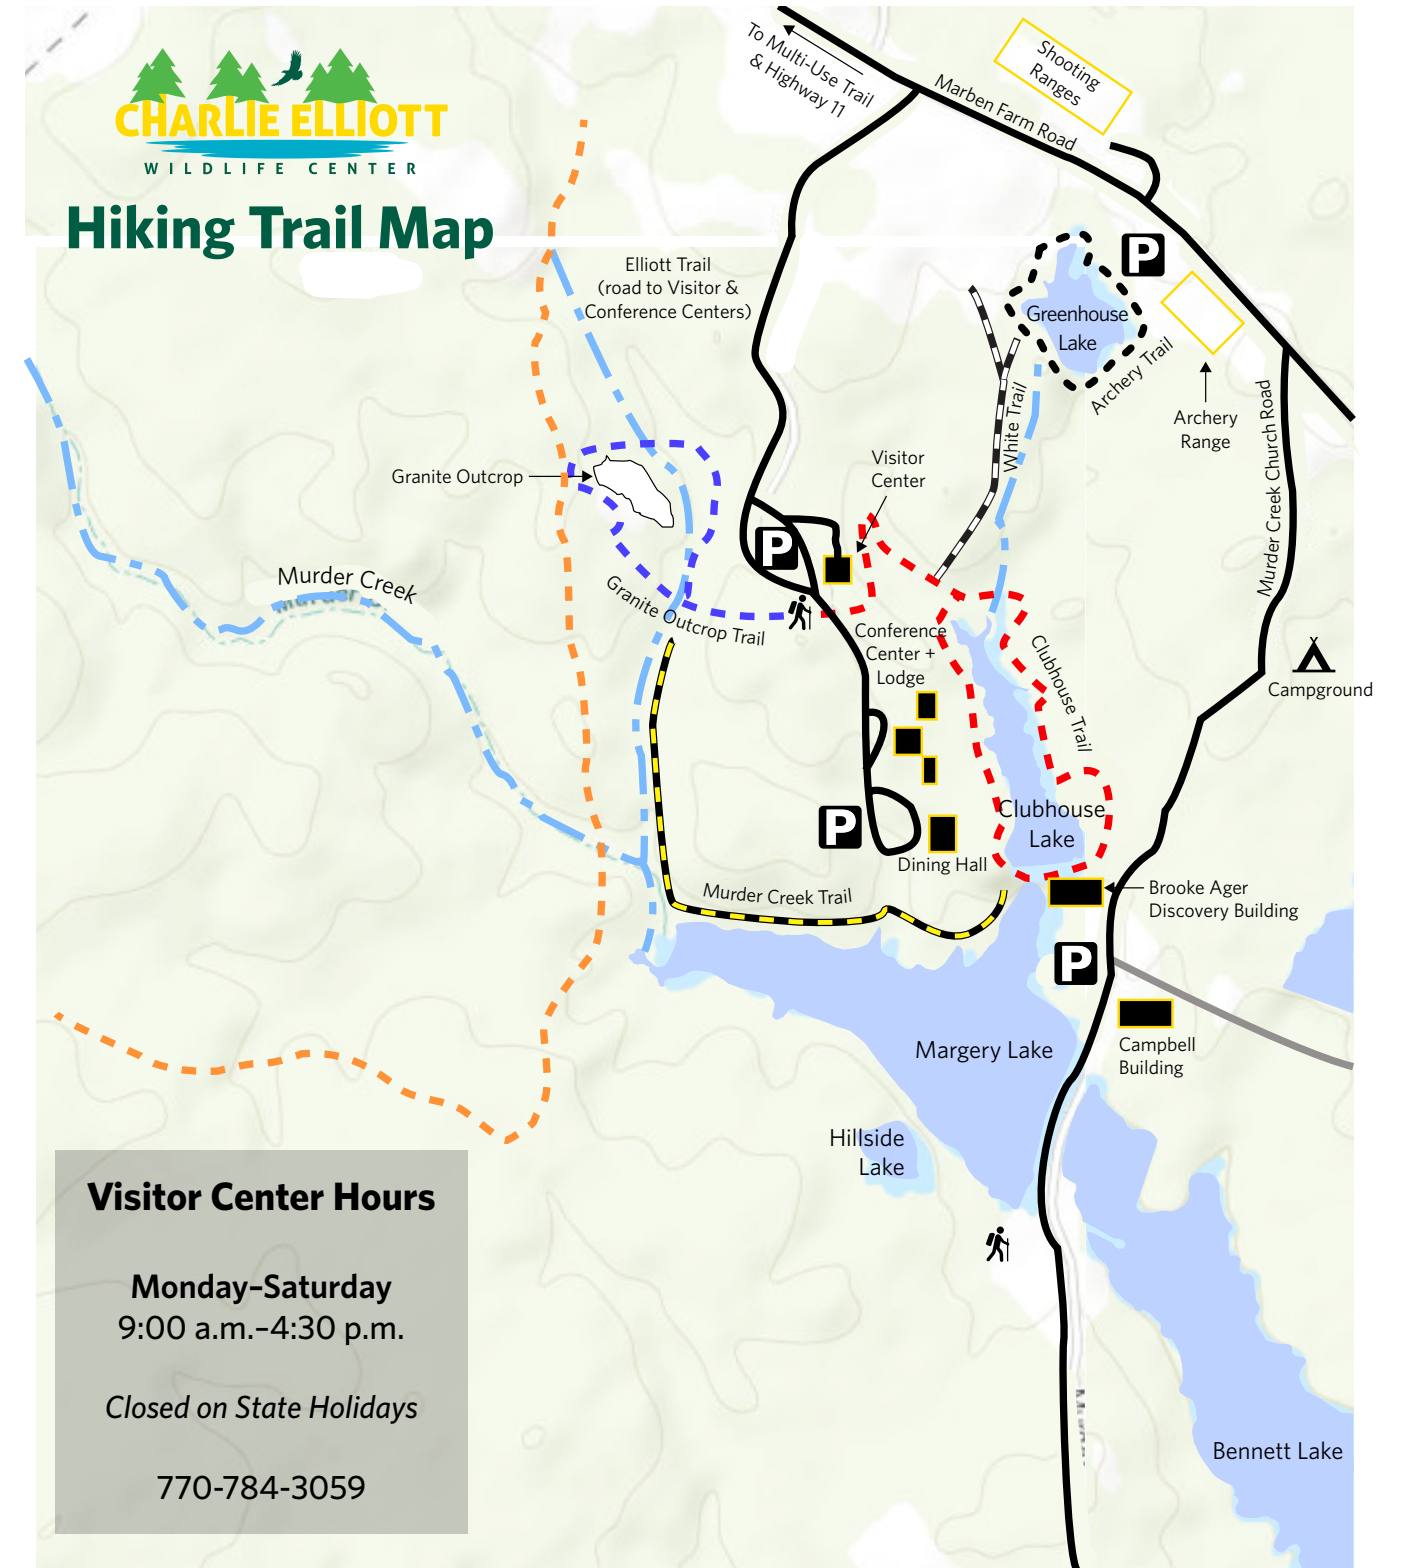 CHARLIE ELLIOTT
WILDLIFE CENTER
Hiking Trail Map
To Multi-Use Trail
& Highway 11
Shooting
Ranges
Marben Farm Road
Elliott Trail
(road to Visitor &
Conference Centers)
P
Greenhouse
Lake
Archery Trail
Archery
Range
White Trail
Murder Creek Church Road
Visitor
Center
Granite Outcrop
P
Murder Creek
Granite Outcrop Trail
Conference
Center +
Lodge
Clubhouse Trail
Campground
P
Clubhouse
Lake
Dining Hall
Murder Creek Trail
Brooke Ager
Discovery Building
P
Campbell
Building
Margery Lake
Hillside
Lake
Bennett Lake
Visitor Center Hours
Monday–Saturday
9:00 a.m.–4:30 p.m.
Closed on State Holidays
770-784-3059